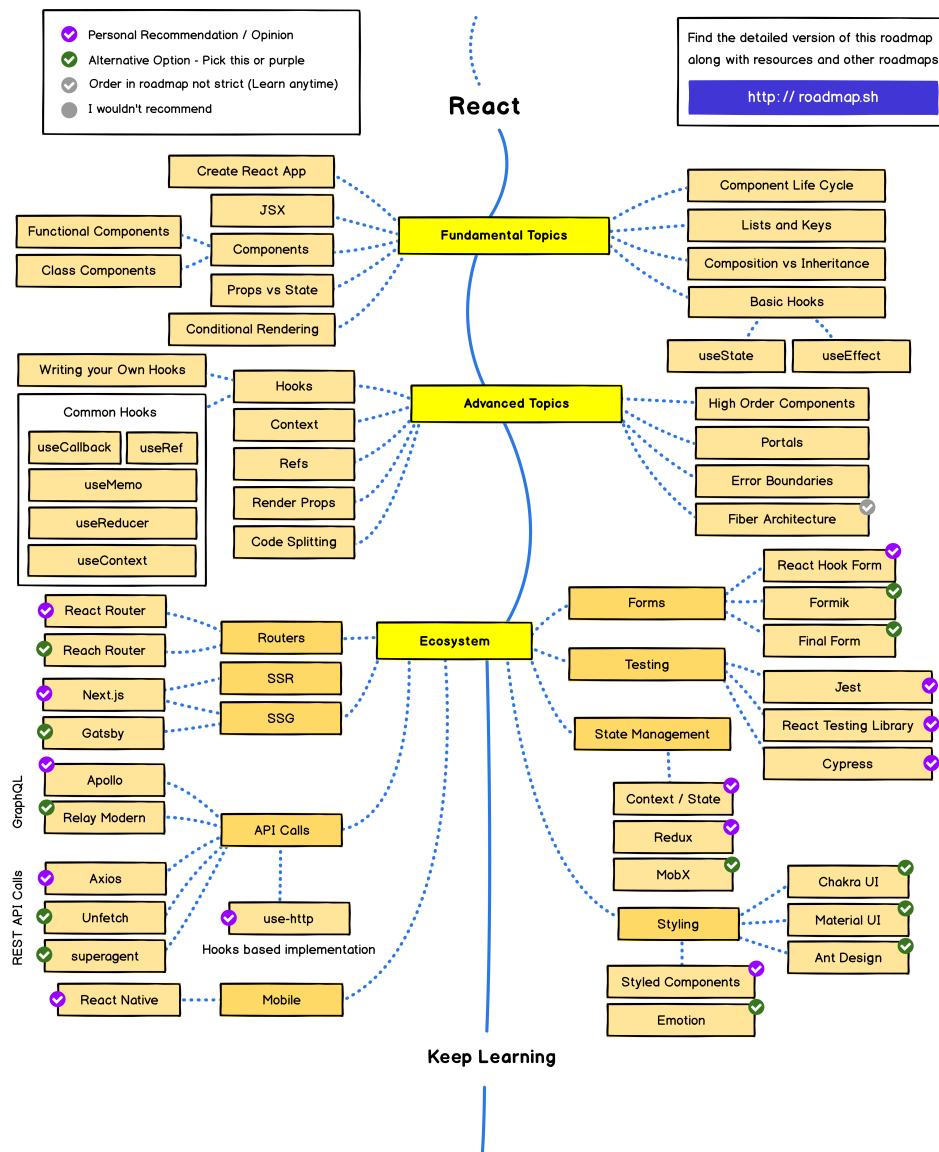 Personal Recommendation / Opinion
Alternative Option - Pick this or purple
Order in roadmap not strict (Learn anytime)
I wouldn't recommend
Find the detailed version of this roadmap
along with resources and other roadmaps
http://roadmap.sh
React
Create React App
JSX
Functional Components
Components
Class Components
Props vs State
Conditional Rendering
Fundamental Topics
Component Life Cycle
Lists and Keys
Composition vs Inheritance
Basic Hooks
useState
useEffect
Writing your Own Hooks
Common Hooks
useCallback
useRef
useMemo
useReducer
useContext
Hooks
Context
Refs
Render Props
Code Splitting
Advanced Topics
High Order Components
Portals
Error Boundaries
Fiber Architecture
React Router
Reach Router
Routers
Next.js
Gatsby
SSR
SSG
Ecosystem
GraphQL
Apollo
Relay Modern
API Calls
REST API Calls
Axios
Unfetch
superagent
use-http
Hooks based implementation
React Native
Mobile
Forms
React Hook Form
Formik
Final Form
Testing
Jest
React Testing Library
Cypress
State Management
Context / State
Redux
MobX
Styling
Chakra UI
Material UI
Ant Design
Styled Components
Emotion
Keep Learning